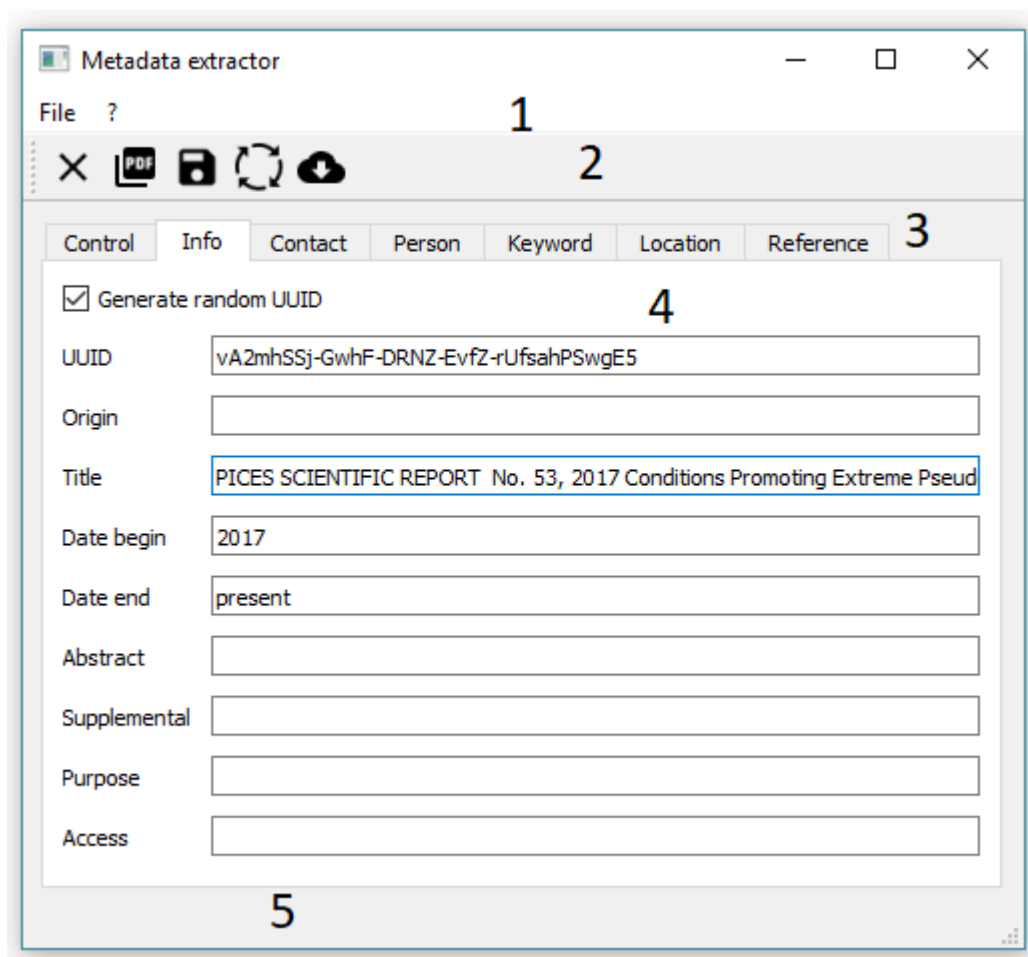 Metadata extractor
File ?
1
PDF
2
Control Info Contact Person Keyword Location Reference
3
Generate random UUID
4
UUID vA2mhSSj-GwhF-DRNZ-EvfZ-rUfsahPSwgE5
Origin
Title PICES SCIENTIFIC REPORT  No. 53, 2017 Conditions Promoting Extreme Pseud
Date begin 2017
Date end present
Abstract
Supplemental
Purpose
Access
5